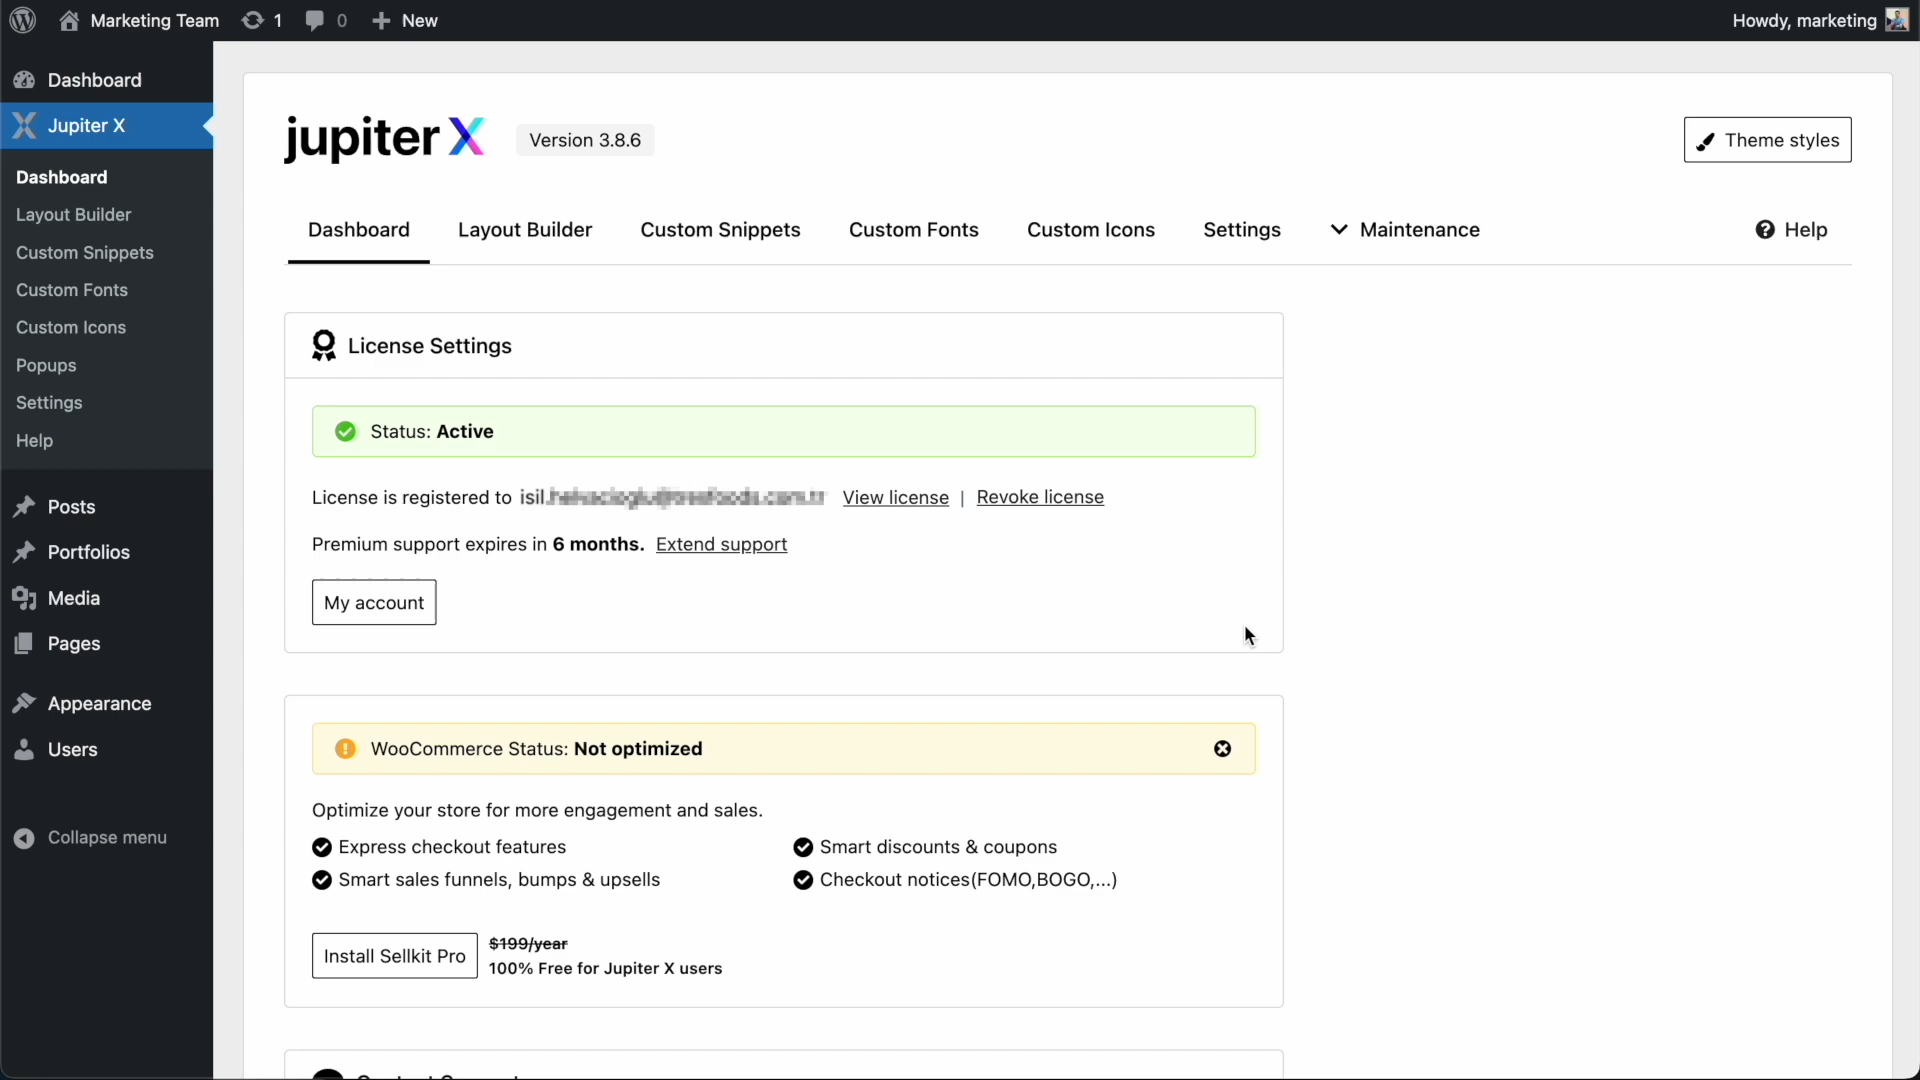 Marketing Team 1 0 New Howdy, marketing
Dashboard
Jupiter X
Dashboard
Layout Builder
Custom Snippets
Custom Fonts
Custom Icons
Popups
Settings
Help
Posts
Portfolios
Media
Pages
Appearance
Users
Collapse menu
jupiter X Version 3.8.6 Theme styles
Dashboard Layout Builder Custom Snippets Custom Fonts Custom Icons Settings Maintenance Help
License Settings
Status: Active
License is registered to View license | Revoke license
Premium support expires in 6 months. Extend support
My account
WooCommerce Status: Not optimized
Optimize your store for more engagement and sales.
Express checkout features Smart discounts & coupons
Smart sales funnels, bumps & upsells Checkout notices(FOMO,BOGO,...)
Install Sellkit Pro $199/year
100% Free for Jupiter X users